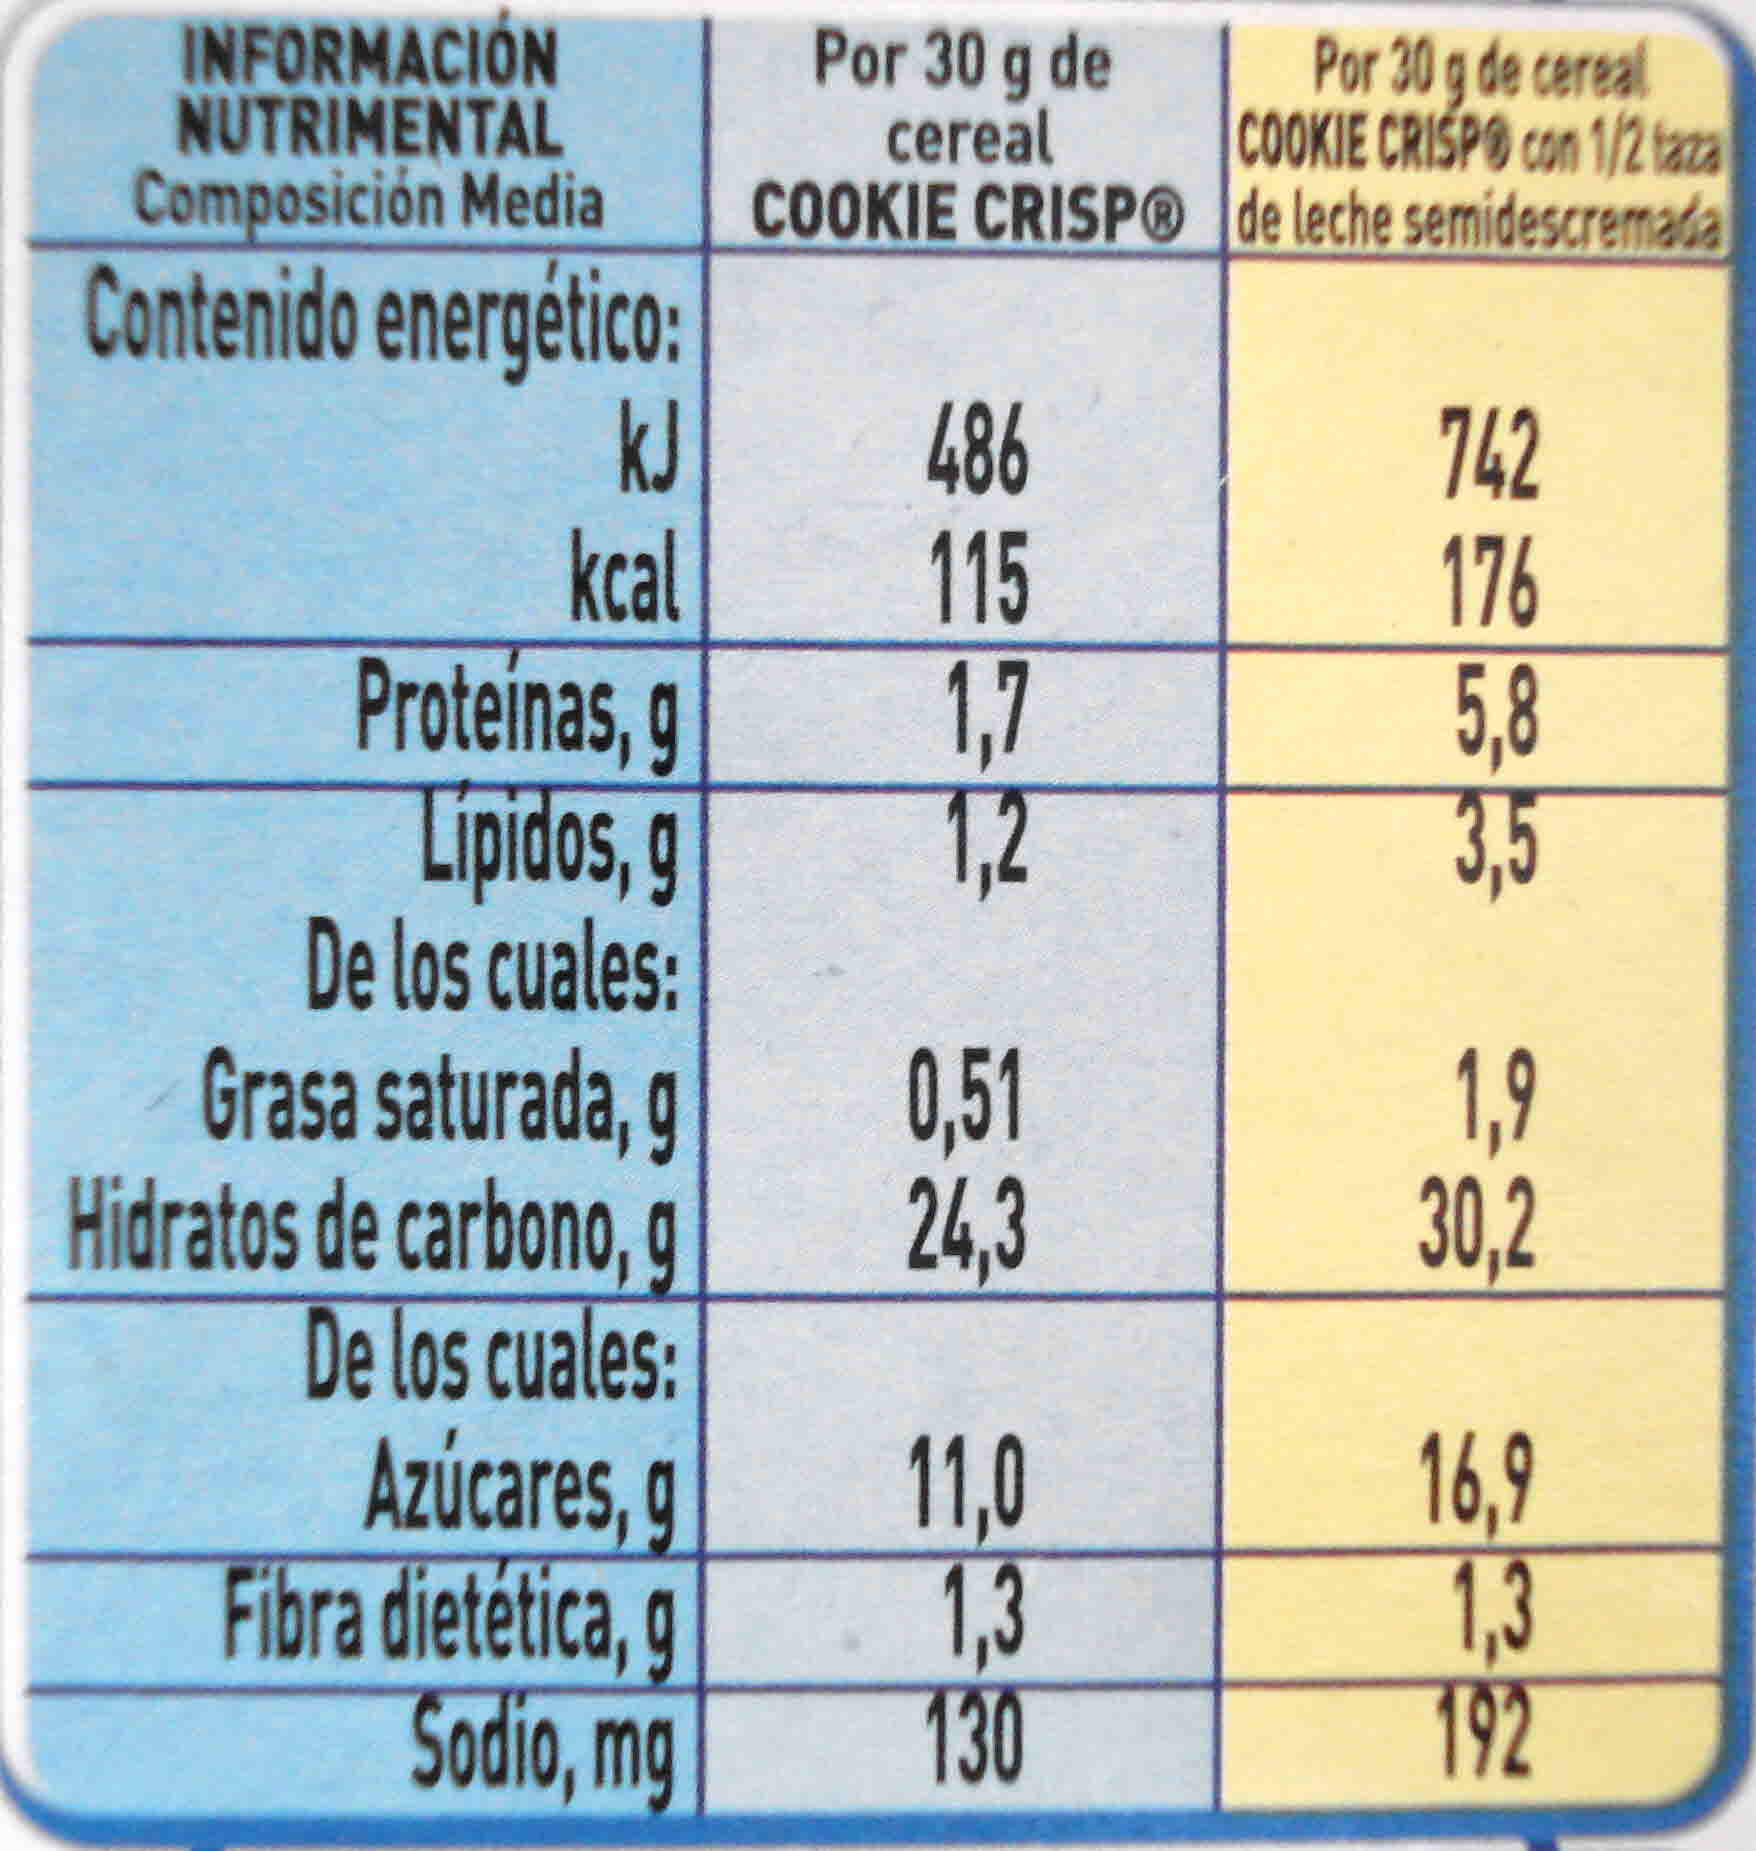 INFORMACIÓN
NUTRIMENTAL
Composición Media
Por 30 g de
cereal
COOKIE CRISP®
Por 30 g de cereal
COOKIE CRISP® con 1/2 taza
de leche semidescremada
Contenido energético:
kJ 486 742
kcal 115 176
Proteínas, g 1,7 5,8
Lípidos, g 1,2 3,5
De los cuales:
Grasa saturada, g 0,51 1,9
Hidratos de carbono, g 24,3 30,2
De los cuales:
Azúcares, g 11,0 16,9
Fibra dietética, g 1,3 1,3
Sodio, mg 130 192